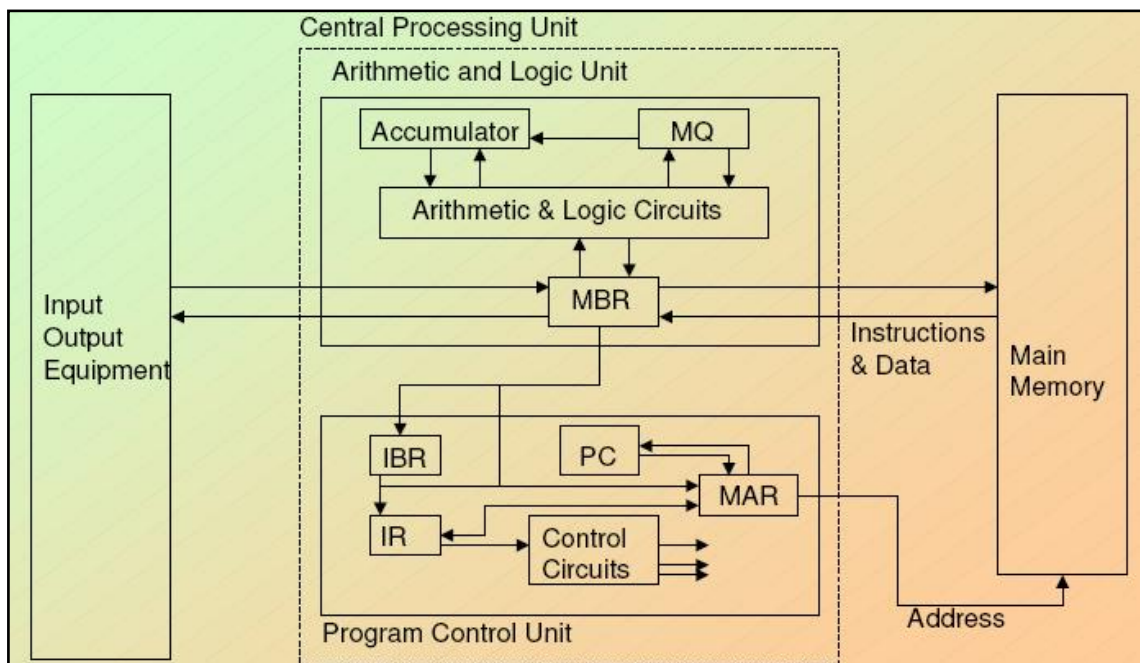 Central Processing Unit
Arithmetic and Logic Unit
Accumulator
MQ
Arithmetic & Logic Circuits
MBR
Input
Output
Equipment
Instructions
& Data
Main
Memory
IBR
PC
MAR
IR
Control
Circuits
Address
Program Control Unit